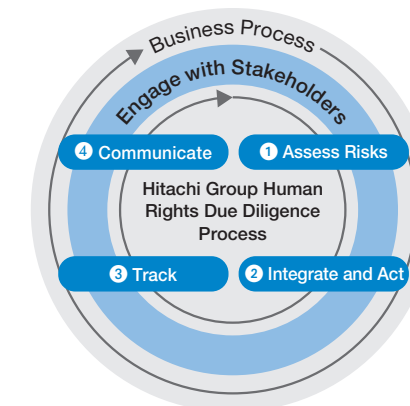 Business Process
Engage with Stakeholders
4 Communicate
1 Assess Risks
Hitachi Group Human
Rights Due Diligence
Process
3 Track
2 Integrate and Act